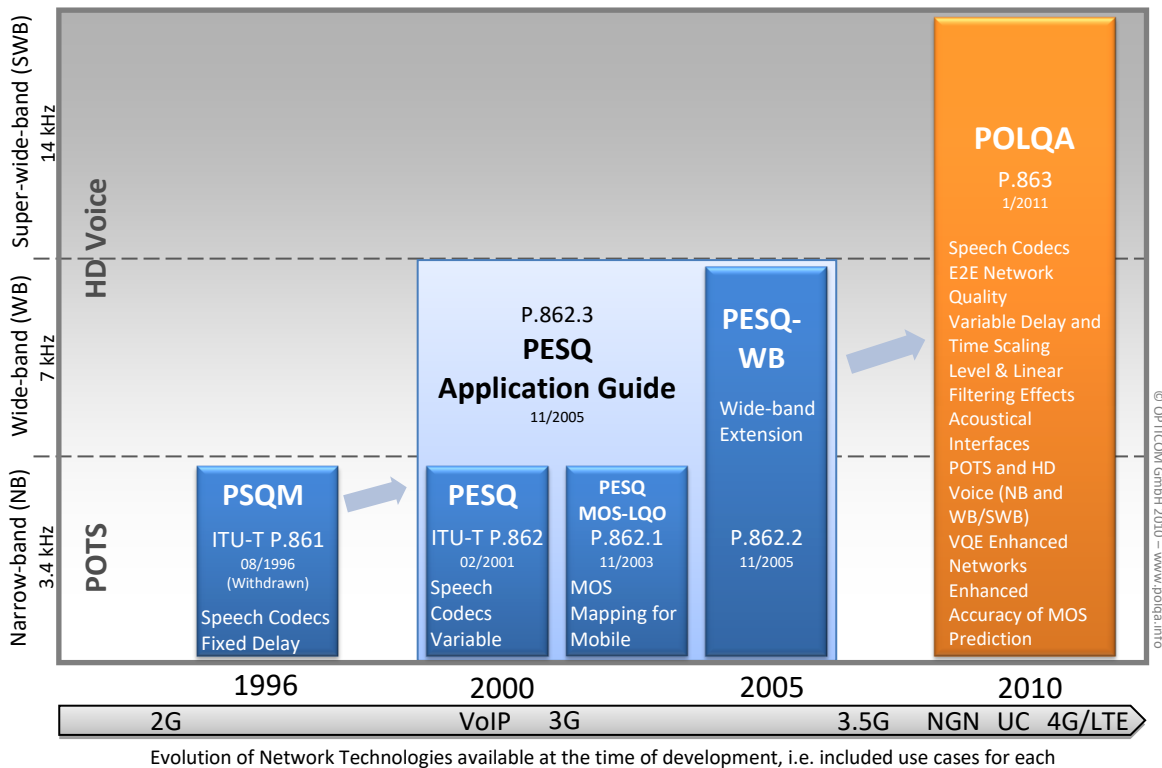 Super-wide-band (SWB)
14 kHz
Wide-band (WB)
7 kHz
Narrow-band (NB)
3.4 kHz
HD Voice
POTS
PSQM
ITU-T P.861
08/1996
(Withdrawn)
Speech Codecs
Fixed Delay
P.862.3
PESQ
Application Guide
11/2005
PESQ
ITU-T P.862
02/2001
Speech
Codecs
Variable
PESQ
MOS-LQO
P.862.1
11/2003
MOS
Mapping for
Mobile
PESQ-
WB
Wide-band
Extension
P.862.2
11/2005
POLQA
P.863
1/2011
Speech Codecs
E2E Network
Quality
Variable Delay and
Time Scaling
Level & Linear
Filtering Effects
Acoustical
Interfaces
POTS and HD
Voice (NB and
WB/SWB)
VQE Enhanced
Networks
Enhanced
Accuracy of MOS
Prediction
© OPTICOM GmbH 2010 – www.polqa.info
1996 2000 2005 2010
2G VoIP 3G 3.5G NGN UC 4G/LTE
Evolution of Network Technologies available at the time of development, i.e. included use cases for each